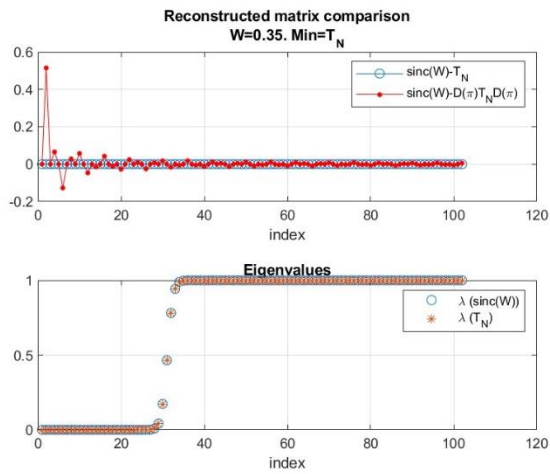 Reconstructed matrix comparison
W=0.35. Min=T_N
0.6
0.4
0.2
0
-0.2
sinc(W)-T_N
sinc(W)-D(π)T_ND(π)
0 20 40 60 80 100 120
index
Eigenvalues
1
0.5
0
λ (sinc(W))
λ (T_N)
0 20 40 60 80 100 120
index